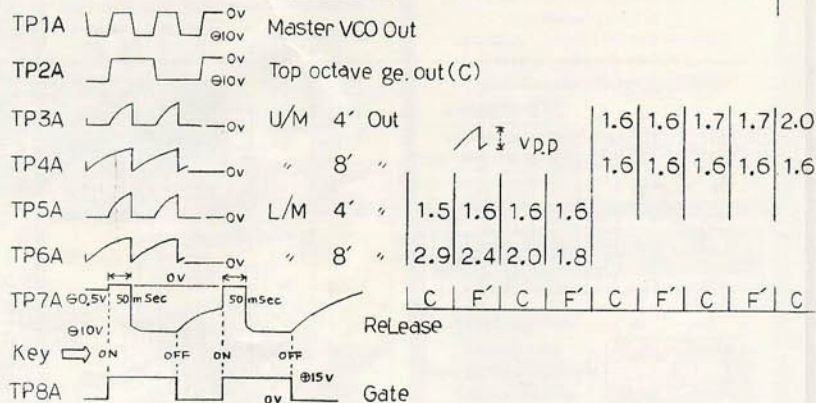 TP1A 0v ⊖10v Master VCO Out
TP2A 0v ⊖10v Top octave ge. out (C)
TP3A 0v U/M 4′ Out 1.6 1.6 1.7 1.7 2.0
TP4A 0v 〃 8′ 〃 Vp.p 1.6 1.6 1.6 1.6 1.6
TP5A 0v L/M 4′ 〃 1.5 1.6 1.6 1.6
TP6A 0v 〃 8′ 〃 2.9 2.4 2.0 1.8
TP7A ⊖0.5V 50 mSec 0v 50 mSec C F′ C F′ C F′ C F′ C
⊖10v ReLease
Key ⇨ ON OFF ON OFF
TP8A 0v ⊕15v Gate